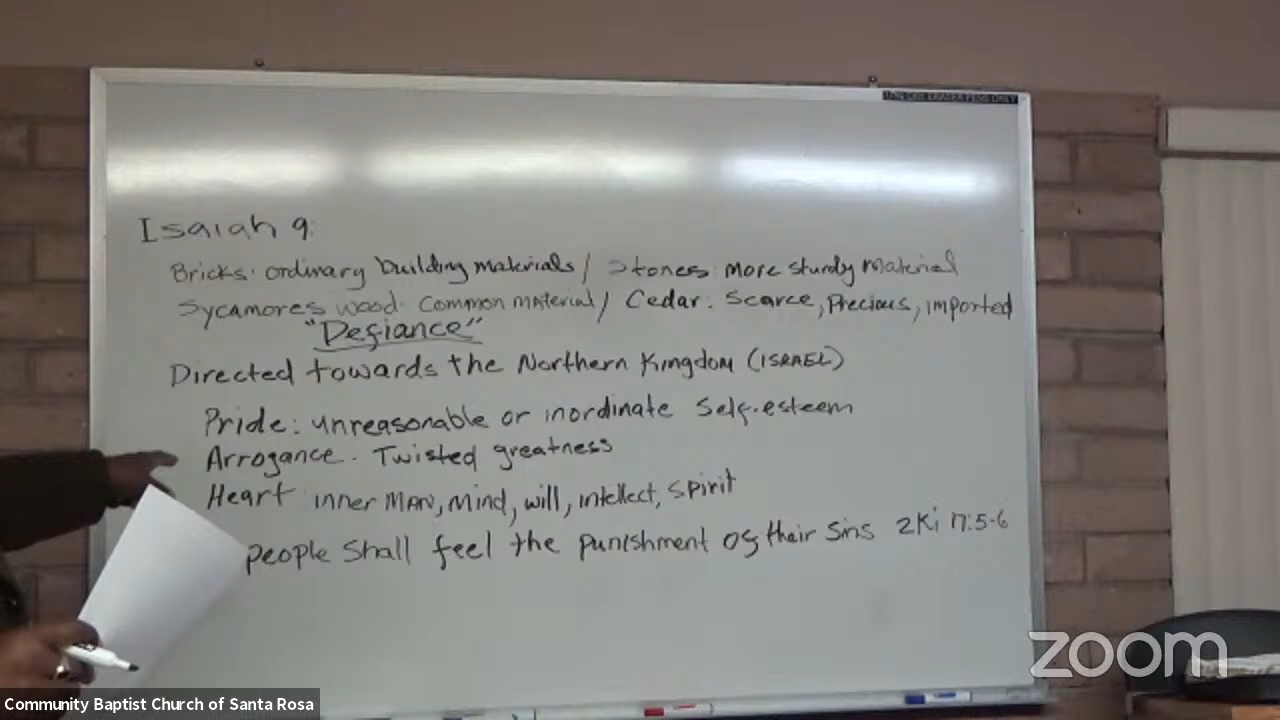 Isaiah 9:
Bricks: ordinary building materials / Stones: more sturdy material
Sycamores wood: common material / Cedar: Scarce, Precious, imported
"Defiance"
Directed towards the Northern Kingdom (ISRAEL)
Pride: unreasonable or inordinate Self-esteem
Arrogance - Twisted greatness
Heart inner MAN, mind, will, intellect, spirit
people shall feel the punishment of their sins 2Ki 17:5-6
zoom
Community Baptist Church of Santa Rosa